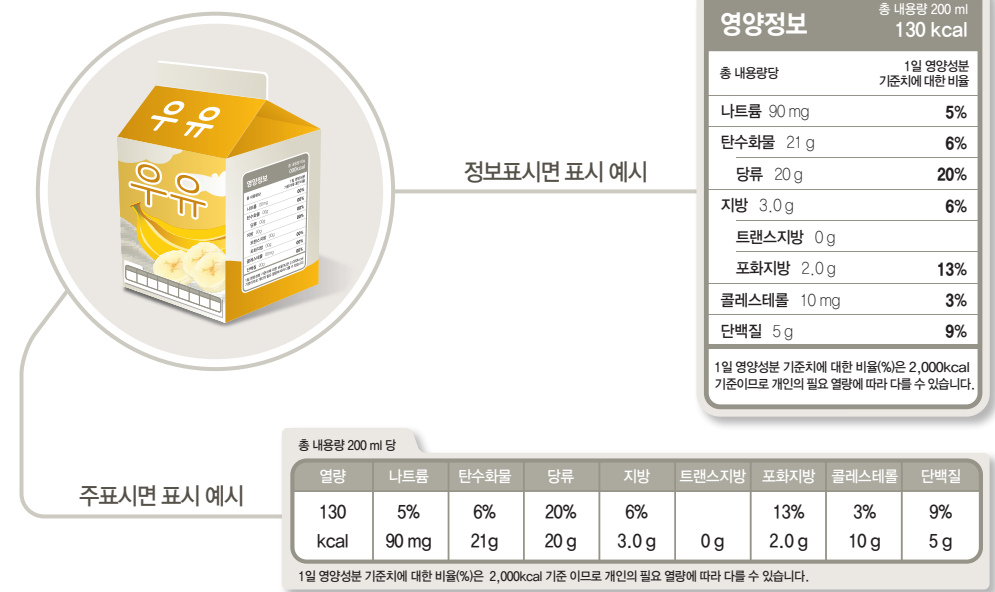 총 내용량 200 ml
영양정보 130 kcal
총 내용량당 1일 영양성분
기준치에 대한 비율
나트륨 90 mg 5%
탄수화물 21 g 6%
당류 20 g 20%
지방 3.0 g 6%
트랜스지방 0 g
포화지방 2.0 g 13%
콜레스테롤 10 mg 3%
단백질 5 g 9%
1일 영양성분 기준치에 대한 비율(%)은 2,000kcal
기준이므로 개인의 필요 열량에 따라 다를 수 있습니다.
우유
우유
영양정보
정보표시면 표시 예시
주표시면 표시 예시
총 내용량 200 ml 당
열량 나트륨 탄수화물 당류 지방 트랜스지방 포화지방 콜레스테롤 단백질
130 5% 6% 20% 6% 13% 3% 9%
kcal 90 mg 21g 20 g 3.0 g 0 g 2.0 g 10 g 5 g
1일 영양성분 기준치에 대한 비율(%)은 2,000kcal 기준 이므로 개인의 필요 열량에 따라 다를 수 있습니다.